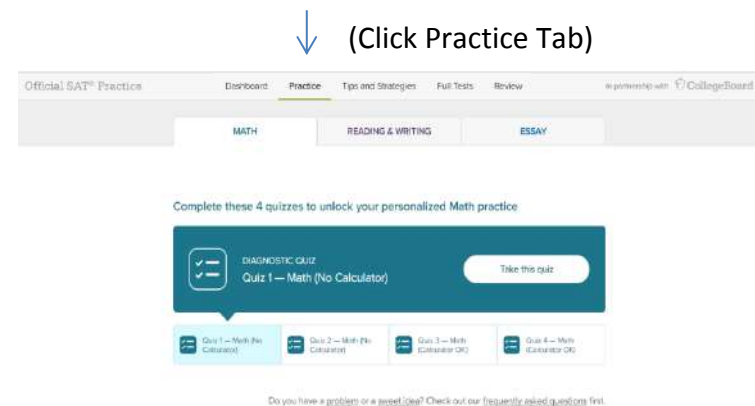 (Click Practice Tab)
Official SAT® Practice Dashboard Practice Tips and Strategies Full Tests Review in partnership with CollegeBoard
MATH READING & WRITING ESSAY
Complete these 4 quizzes to unlock your personalized Math practice
DIAGNOSTIC QUIZ
Quiz 1 — Math (No Calculator)
Take this quiz
Quiz 1 — Math (No Calculator)
Quiz 2 — Math (No Calculator)
Quiz 3 — Math (Calculator OK)
Quiz 4 — Math (Calculator OK)
Do you have a problem or a sweet idea? Check out our frequently asked questions first.